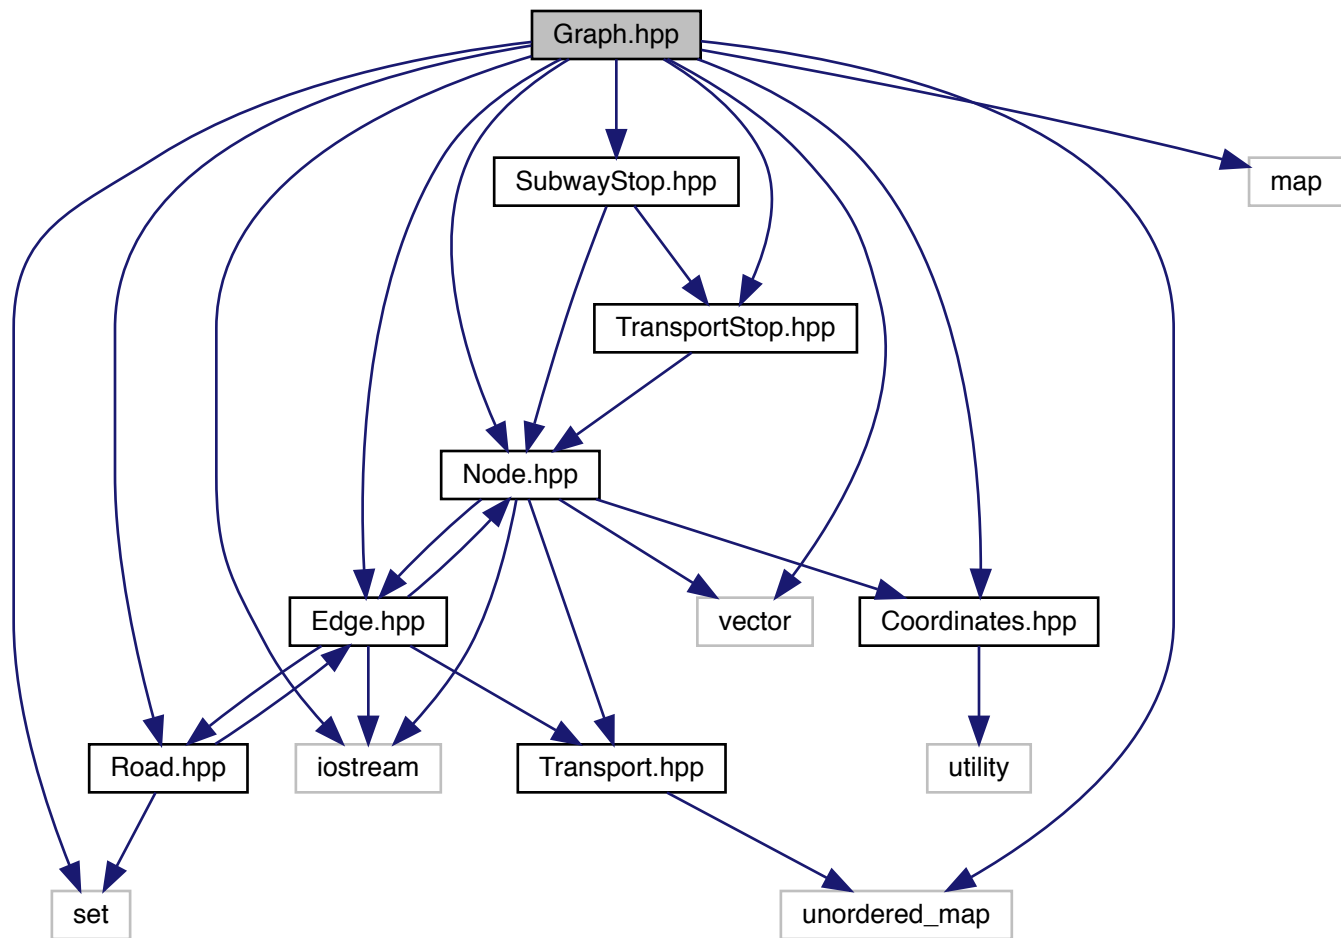 Graph.hpp
SubwayStop.hpp
map
TransportStop.hpp
Node.hpp
Edge.hpp
vector
Coordinates.hpp
Road.hpp
iostream
Transport.hpp
utility
set
unordered_map